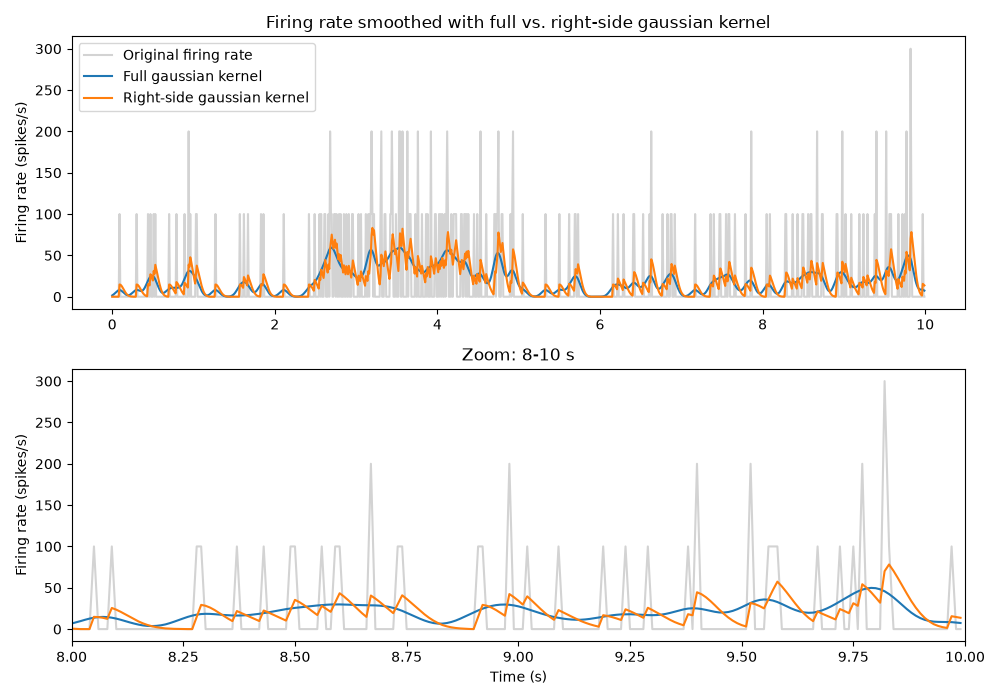 Firing rate smoothed with full vs. right-side gaussian kernel
Firing rate (spikes/s)
300
250
200
150
100
50
0
Original firing rate
Full gaussian kernel
Right-side gaussian kernel
0 2 4 6 8 10
Zoom: 8-10 s
Firing rate (spikes/s)
300
250
200
150
100
50
0
8.00 8.25 8.50 8.75 9.00 9.25 9.50 9.75 10.00
Time (s)